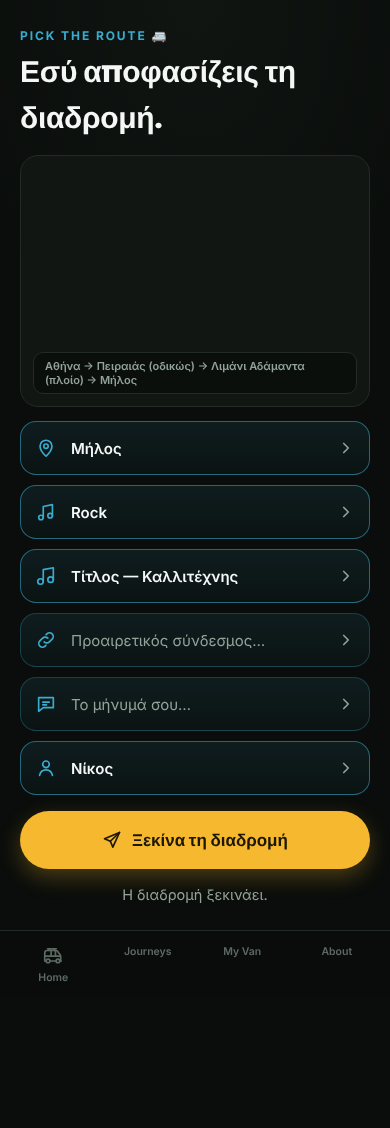 PICK THE ROUTE 🚐
Εσύ αποφασίζεις τη
διαδρομή.
Αθήνα → Πειραιάς (οδικώς) → Λιμάνι Αδάμαντα
(πλοίο) → Μήλος
Μήλος
Rock
Τίτλος — Καλλιτέχνης
Προαιρετικός σύνδεσμος...
Το μήνυμά σου...
Νίκος
Ξεκίνα τη διαδρομή
Η διαδρομή ξεκινάει.
Home
Journeys
My Van
About